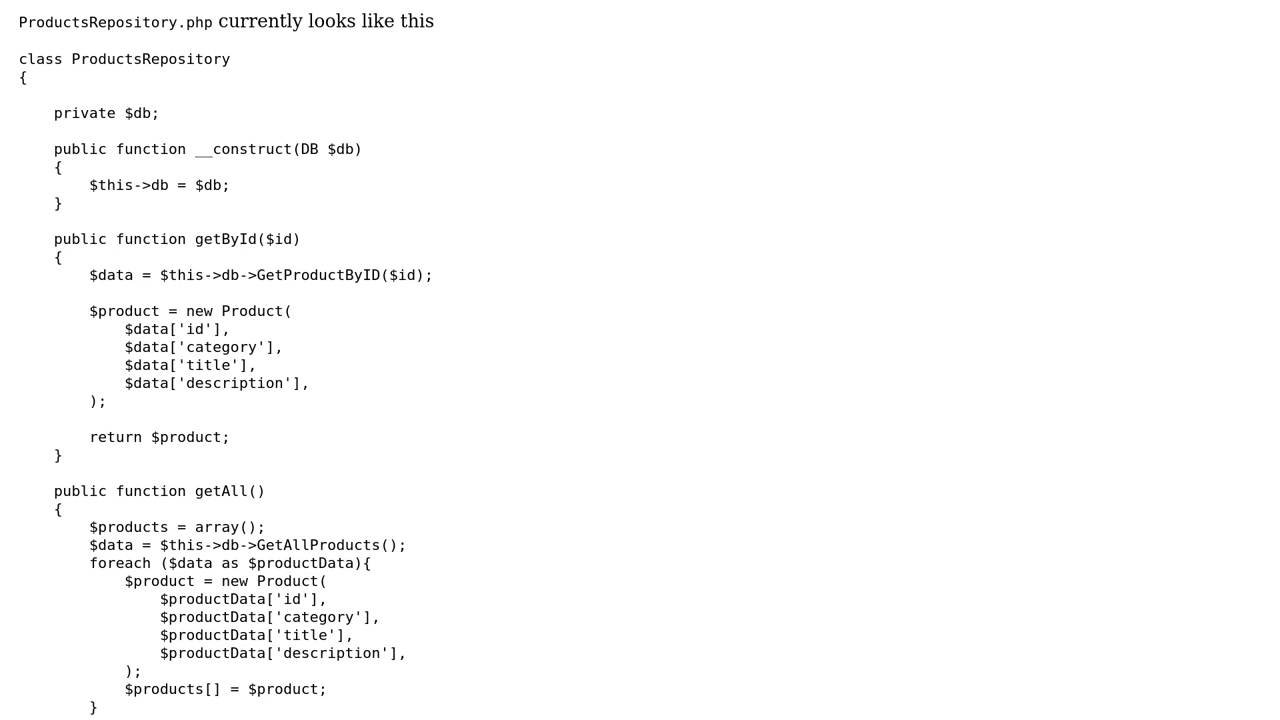 ProductsRepository.php currently looks like this
class ProductsRepository
{
    private $db;
    public function __construct(DB $db)
    {
        $this->db = $db;
    }
    public function getById($id)
    {
        $data = $this->db->GetProductByID($id);
        $product = new Product(
            $data['id'],
            $data['category'],
            $data['title'],
            $data['description'],
        );
        return $product;
    }
    public function getAll()
    {
        $products = array();
        $data = $this->db->GetAllProducts();
        foreach ($data as $productData){
            $product = new Product(
                $productData['id'],
                $productData['category'],
                $productData['title'],
                $productData['description'],
            );
            $products[] = $product;
        }